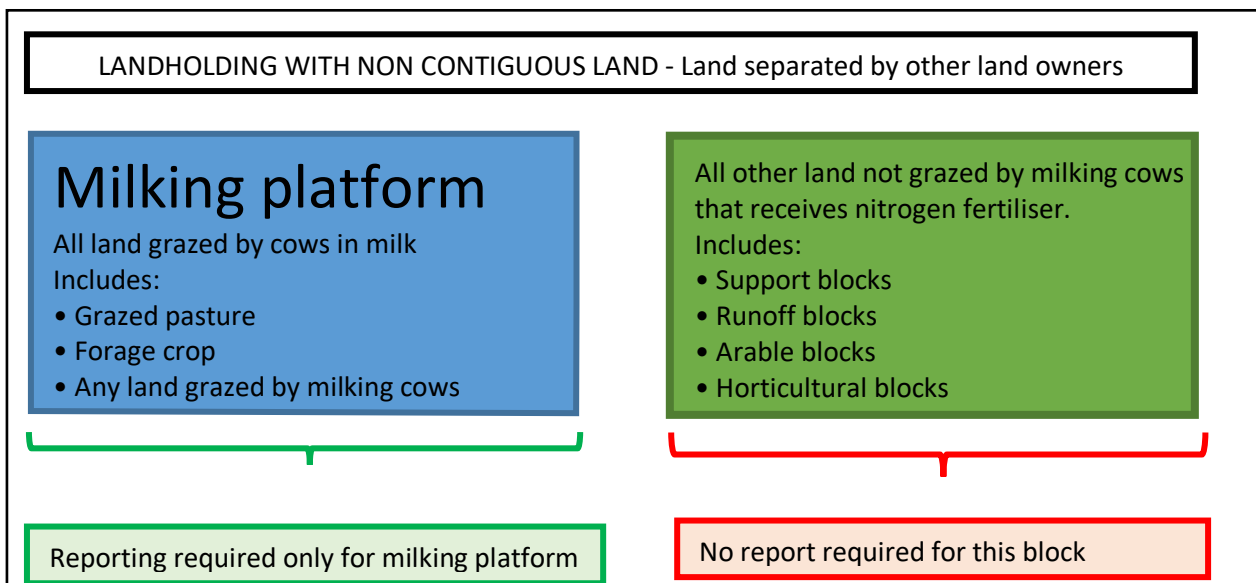 LANDHOLDING WITH NON CONTIGUOUS LAND - Land separated by other land owners
Milking platform
All land grazed by cows in milk
Includes:
• Grazed pasture
• Forage crop
• Any land grazed by milking cows
All other land not grazed by milking cows
that receives nitrogen fertiliser.
Includes:
• Support blocks
• Runoff blocks
• Arable blocks
• Horticultural blocks
Reporting required only for milking platform
No report required for this block